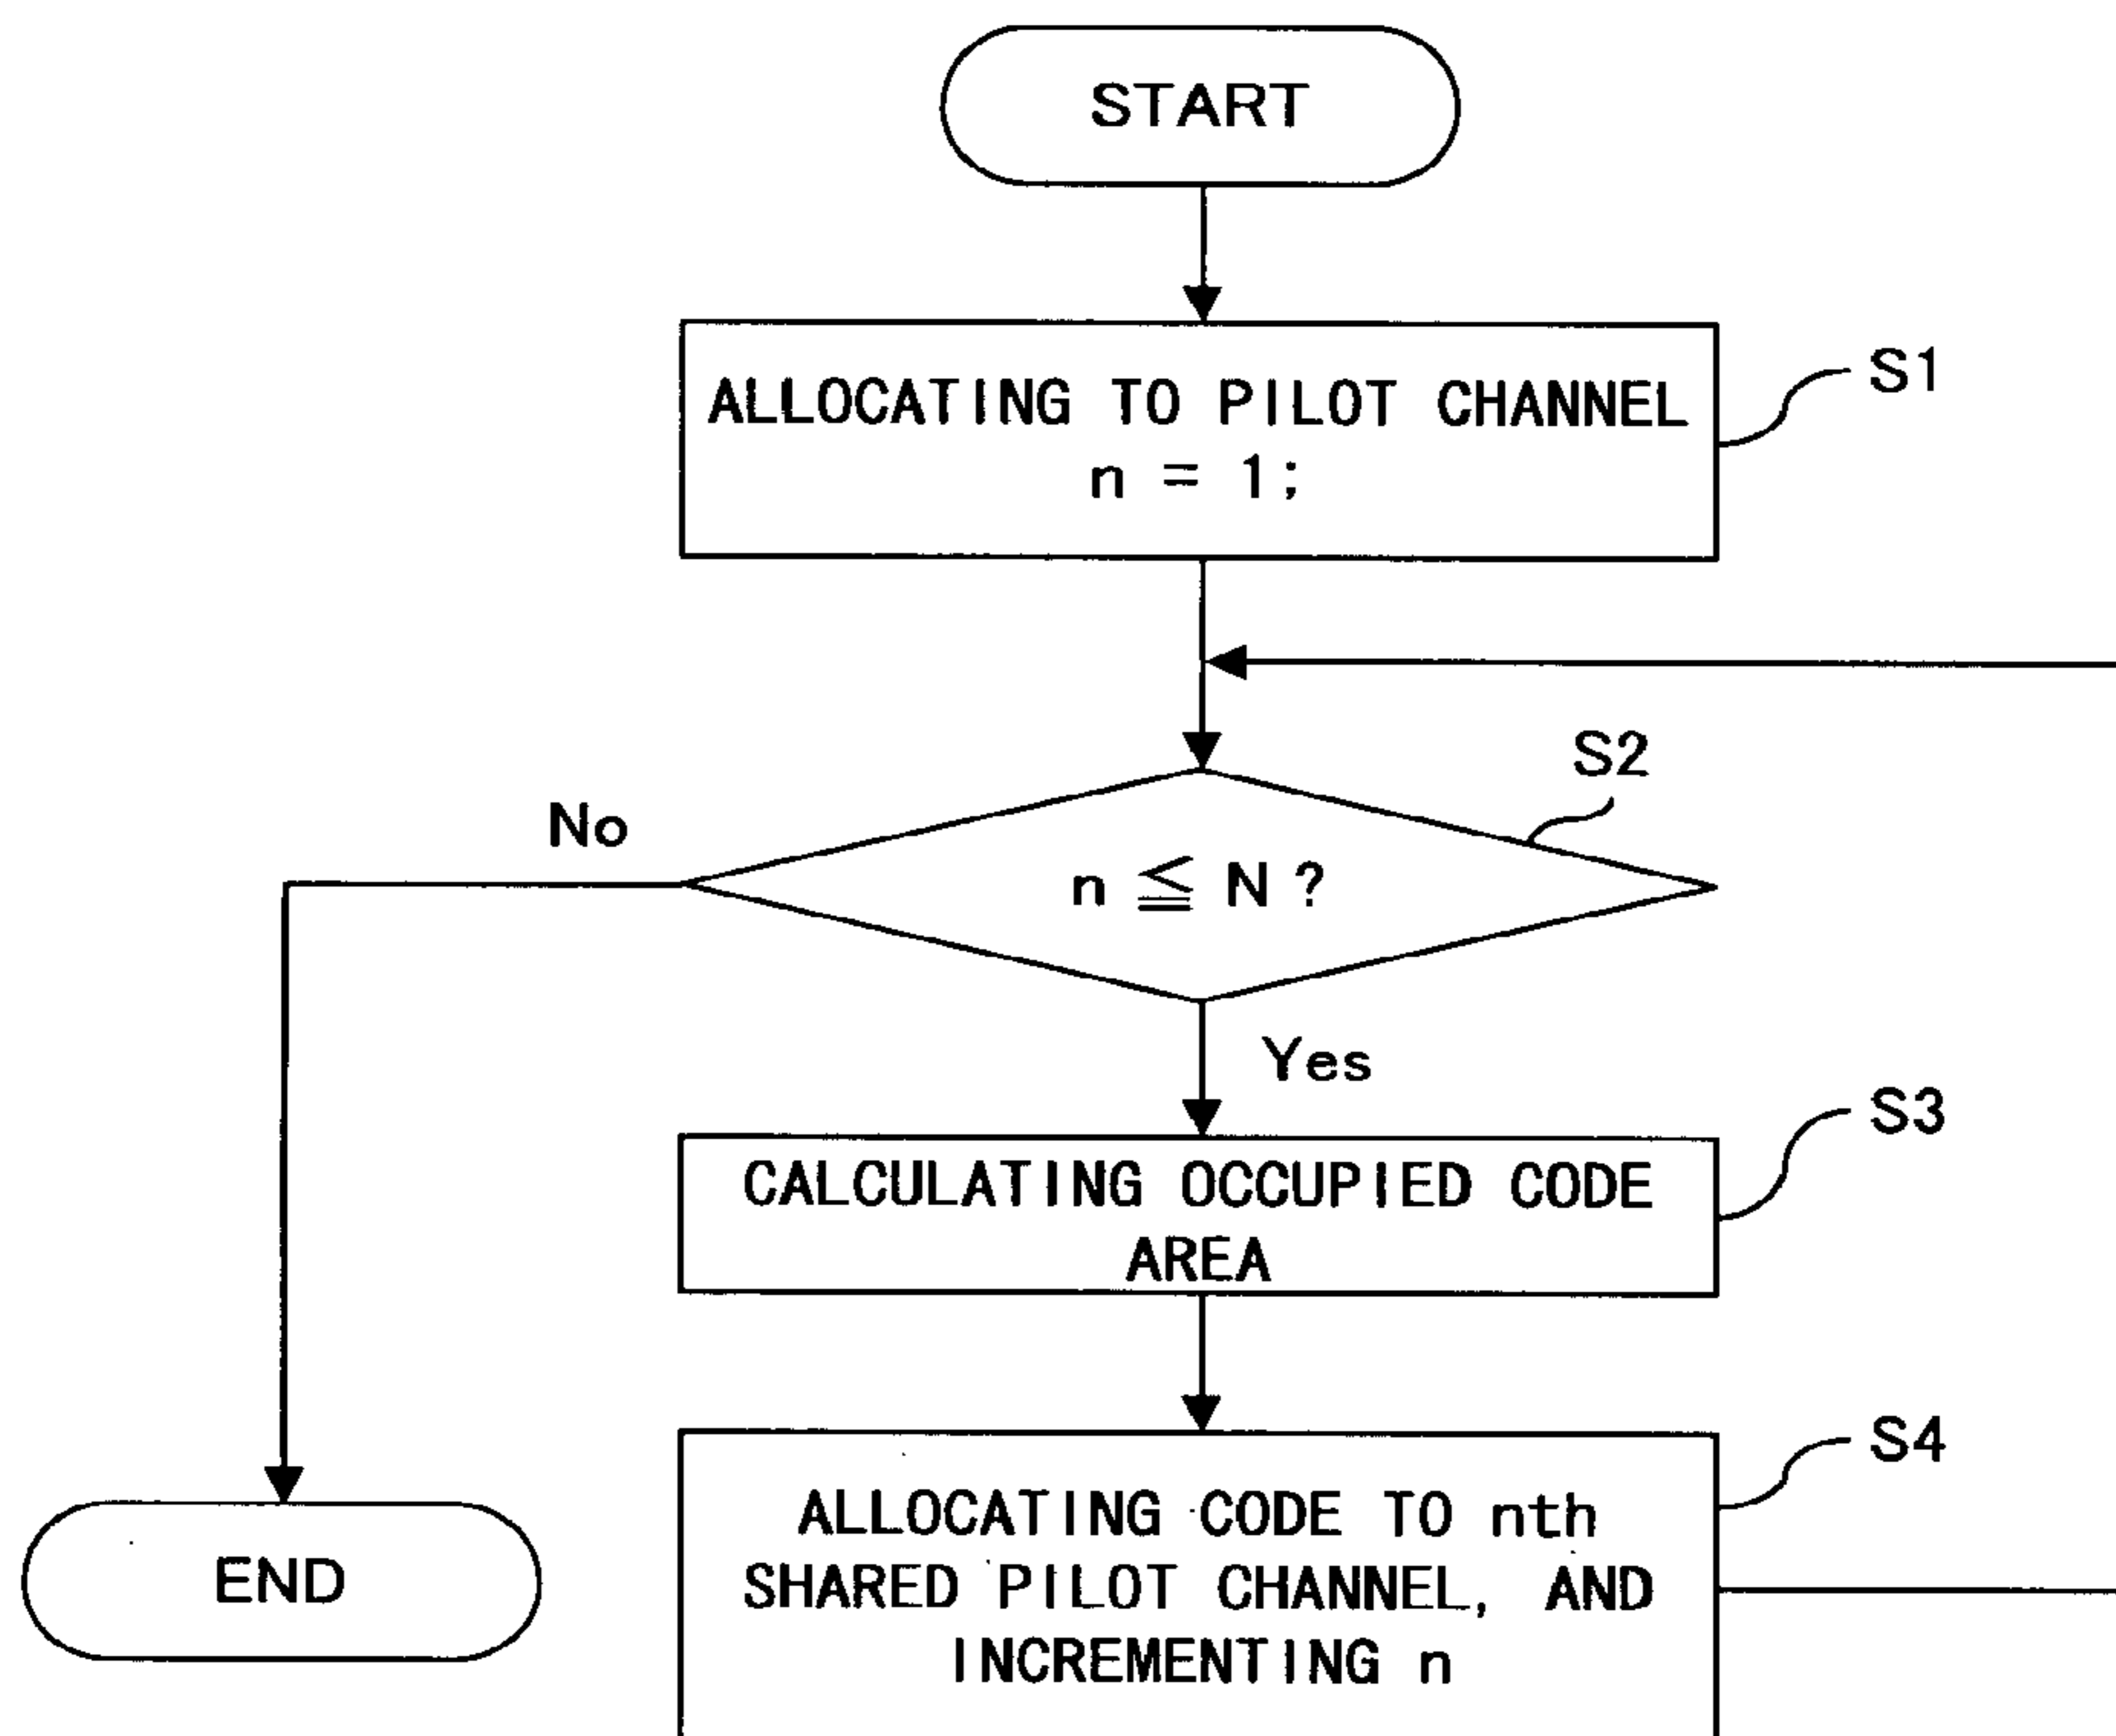 START
ALLOCATING TO PILOT CHANNEL
n = 1;
S1
S2
No
n ≦ N ?
Yes
S3
CALCULATING OCCUPIED CODE
AREA
S4
ALLOCATING CODE TO nth
SHARED PILOT CHANNEL, AND
INCREMENTING n
END